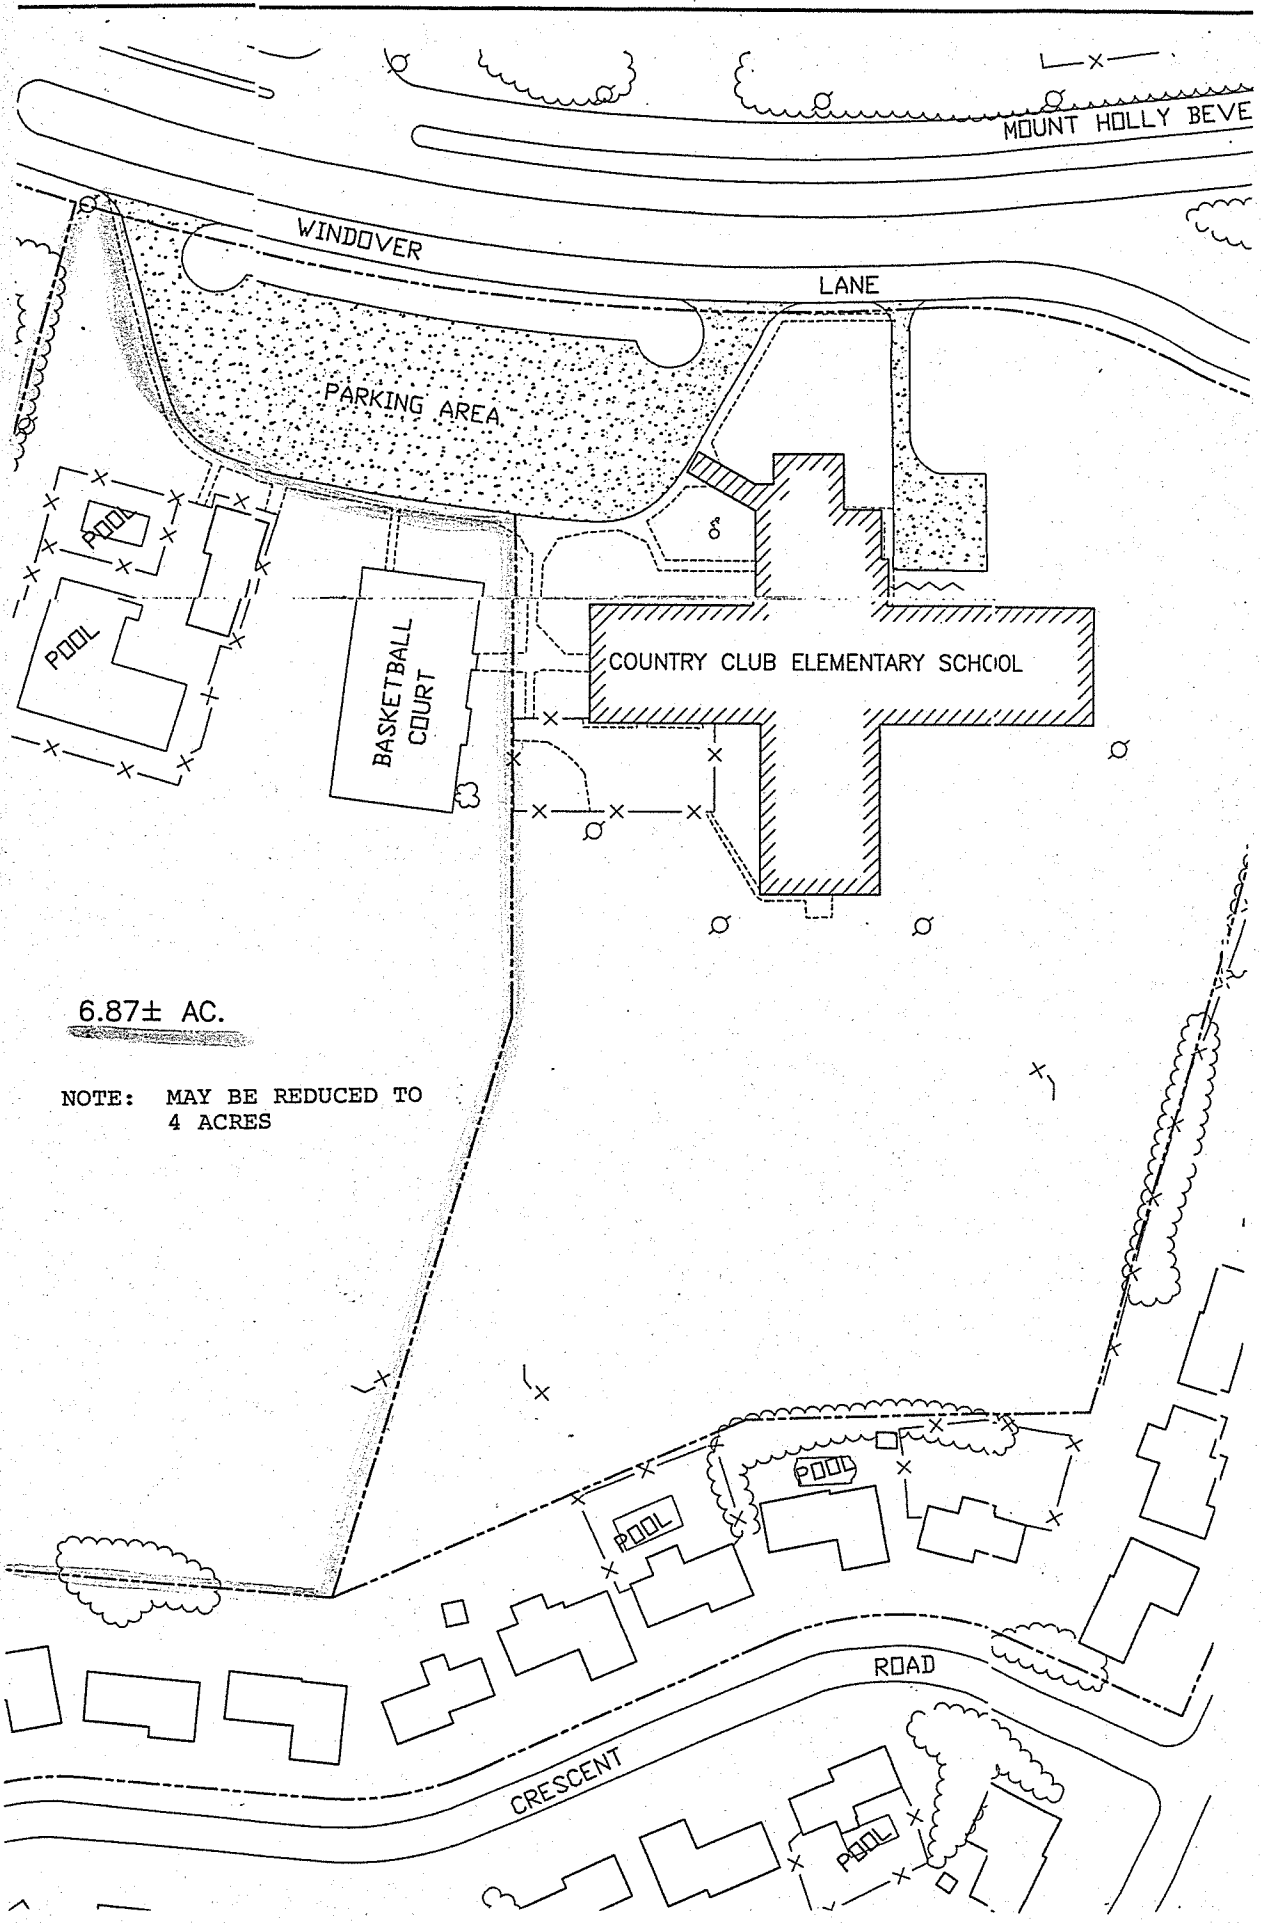 MOUNT HOLLY BEVE
WINDOVER
LANE
PARKING AREA
POOL
POOL
BASKETBALL
COURT
COUNTRY CLUB ELEMENTARY SCHOOL
6.87± AC.
NOTE: MAY BE REDUCED TO
4 ACRES
POOL
POOL
ROAD
CRESCENT
POOL